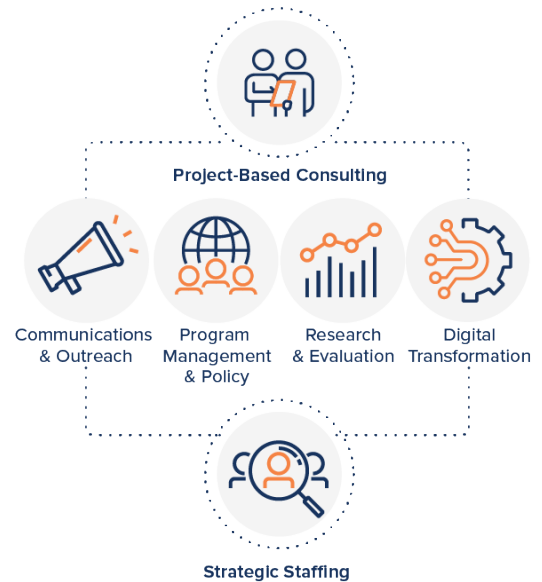 Project-Based Consulting
Communications
& Outreach
Program
Management
& Policy
Research
& Evaluation
Digital
Transformation
Strategic Staffing